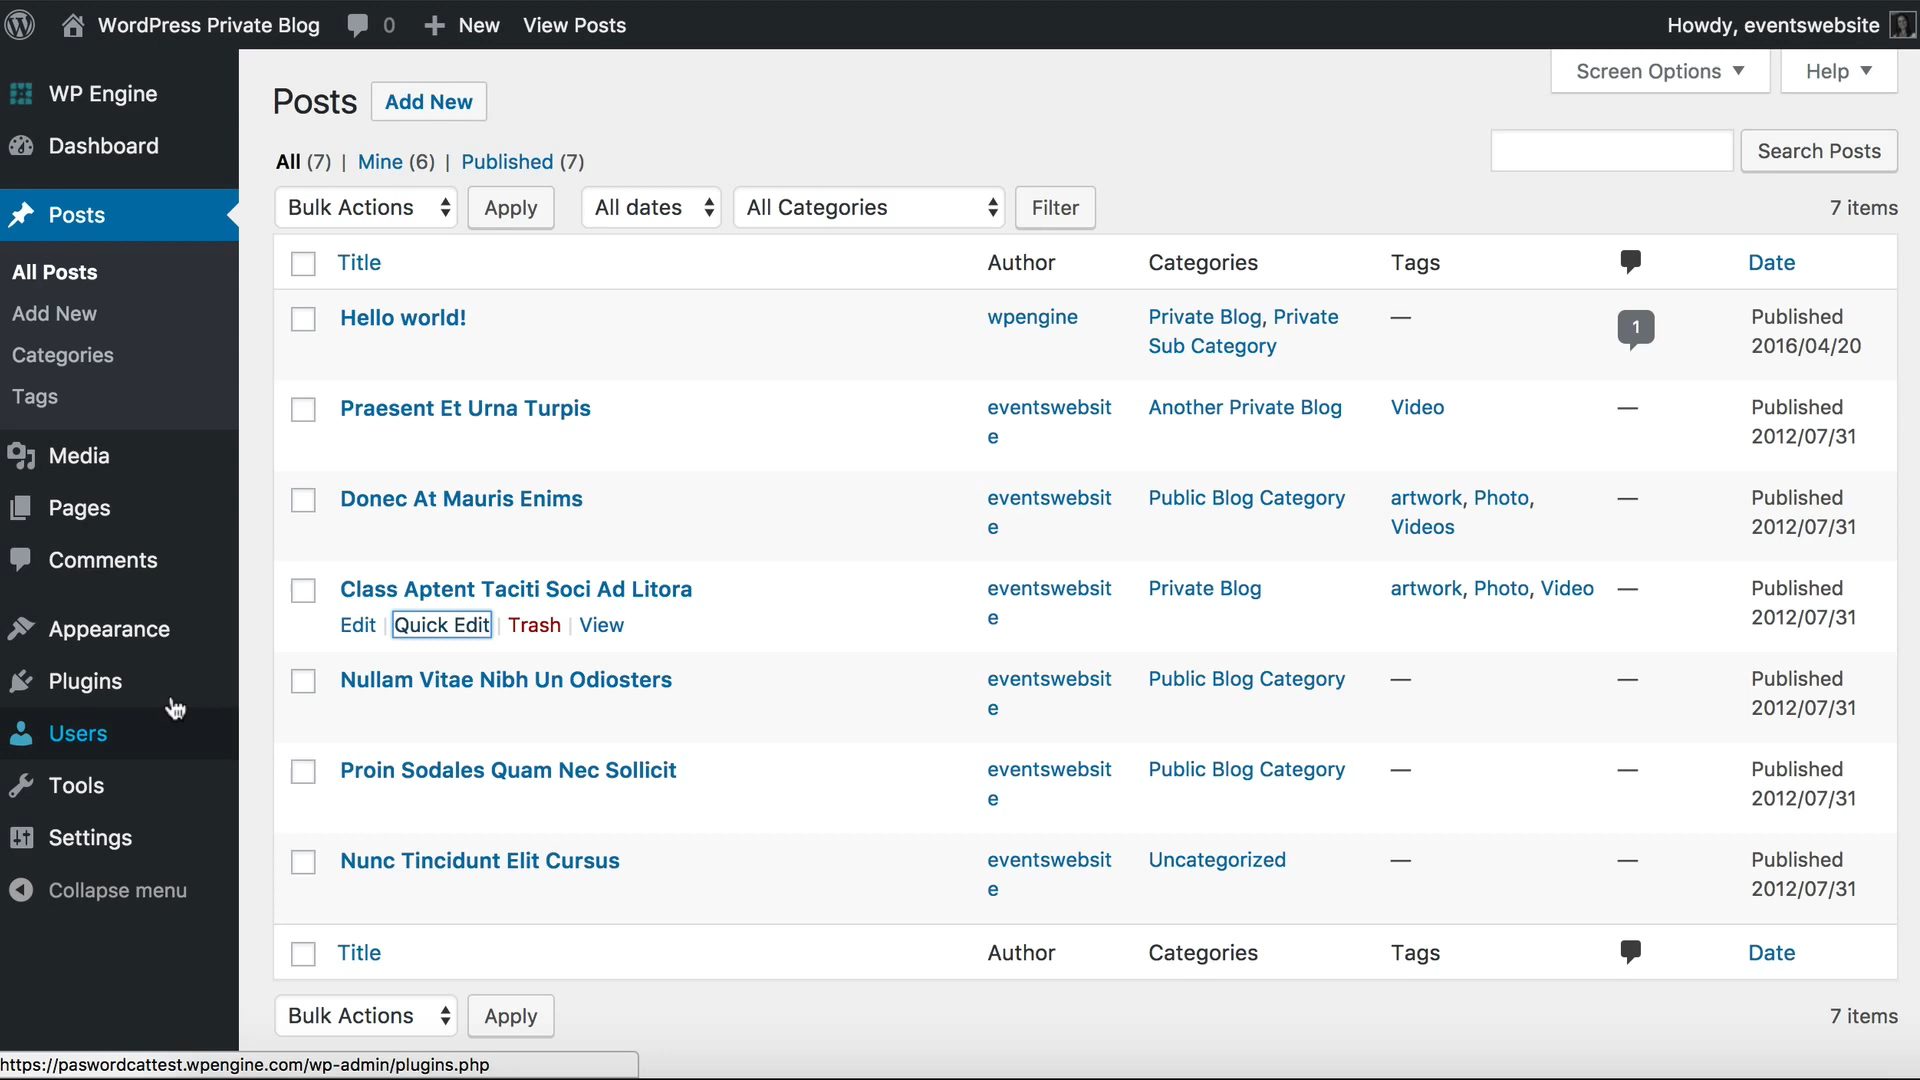 WordPress Private Blog 0 New View Posts Howdy, eventswebsite
WP Engine
Dashboard
Posts
All Posts
Add New
Categories
Tags
Media
Pages
Comments
Appearance
Plugins
Users
Tools
Settings
Collapse menu
Screen Options Help
Posts Add New
Search Posts
All (7) | Mine (6) | Published (7)
Bulk Actions Apply All dates All Categories Filter 7 items
Title Author Categories Tags Date
Hello world! wpengine Private Blog, Private — 1 Published
Sub Category 2016/04/20
Praesent Et Urna Turpis eventswebsit Another Private Blog Video — Published
e 2012/07/31
Donec At Mauris Enims eventswebsit Public Blog Category artwork, Photo, — Published
e Videos 2012/07/31
Class Aptent Taciti Soci Ad Litora eventswebsit Private Blog artwork, Photo, Video — Published
Edit | Quick Edit | Trash | View e 2012/07/31
Nullam Vitae Nibh Un Odiosters eventswebsit Public Blog Category — — Published
e 2012/07/31
Proin Sodales Quam Nec Sollicit eventswebsit Public Blog Category — — Published
e 2012/07/31
Nunc Tincidunt Elit Cursus eventswebsit Uncategorized — — Published
e 2012/07/31
Title Author Categories Tags Date
Bulk Actions Apply 7 items
https://paswordcattest.wpengine.com/wp-admin/plugins.php